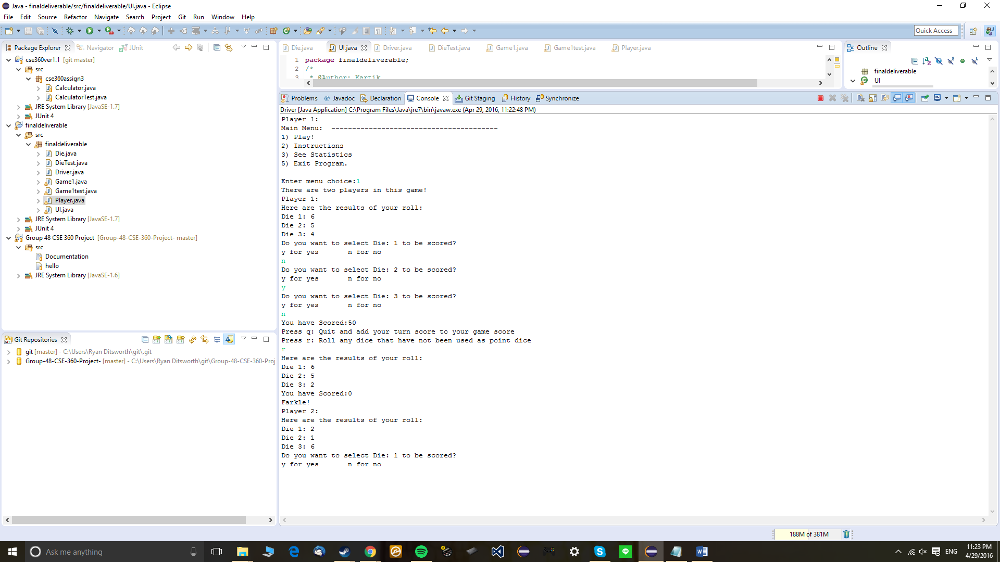 Java - finaldeliverable/src/finaldeliverable/UI.java - Eclipse
File Edit Source Refactor Navigate Search Project Git Run Window Help
Quick Access
Package Explorer Navigator JUnit
cse360ver1.1 [git master]
src
cse360assign3
Calculator.java
CalculatorTest.java
JRE System Library [JavaSE-1.7]
JUnit 4
finaldeliverable
src
finaldeliverable
Die.java
DieTest.java
Driver.java
Game1.java
Game1test.java
Player.java
UI.java
JRE System Library [JavaSE-1.7]
JUnit 4
Group 48 CSE 360 Project [Group-48-CSE-360-Project- master]
src
Documentation
hello
JRE System Library [JavaSE-1.6]
Git Repositories
git [master] - C:\Users\Ryan Ditsworth\git\.git
Group-48-CSE-360-Project- [master] - C:\Users\Ryan Ditsworth\git\Group-48-CSE-360-Proj
Die.java UI.java Driver.java DieTest.java Game1.java Game1test.java Player.java
1 package finaldeliverable;
2 /*
3 * @Author: Kartik
Outline
finaldeliverable
UI
Problems Javadoc Declaration Console Git Staging History Synchronize
Driver [Java Application] C:\Program Files\Java\jre7\bin\javaw.exe (Apr 29, 2016, 11:22:48 PM)
Player 1:
Main Menu: ----------------------------------------
1) Play!
2) Instructions
3) See Statistics
5) Exit Program.
Enter menu choice:1
There are two players in this game!
Player 1:
Here are the results of your roll:
Die 1: 6
Die 2: 5
Die 3: 4
Do you want to select Die: 1 to be scored?
y for yes n for no
n
Do you want to select Die: 2 to be scored?
y for yes n for no
y
Do you want to select Die: 3 to be scored?
y for yes n for no
n
You have Scored:50
Press q: Quit and add your turn score to your game score
Press r: Roll any dice that have not been used as point dice
r
Here are the results of your roll:
Die 1: 6
Die 2: 5
Die 3: 2
You have Scored:0
Farkle!
Player 2:
Here are the results of your roll:
Die 1: 2
Die 2: 1
Die 3: 6
Do you want to select Die: 1 to be scored?
y for yes n for no
188M of 381M
Ask me anything
ENG
11:23 PM
4/29/2016